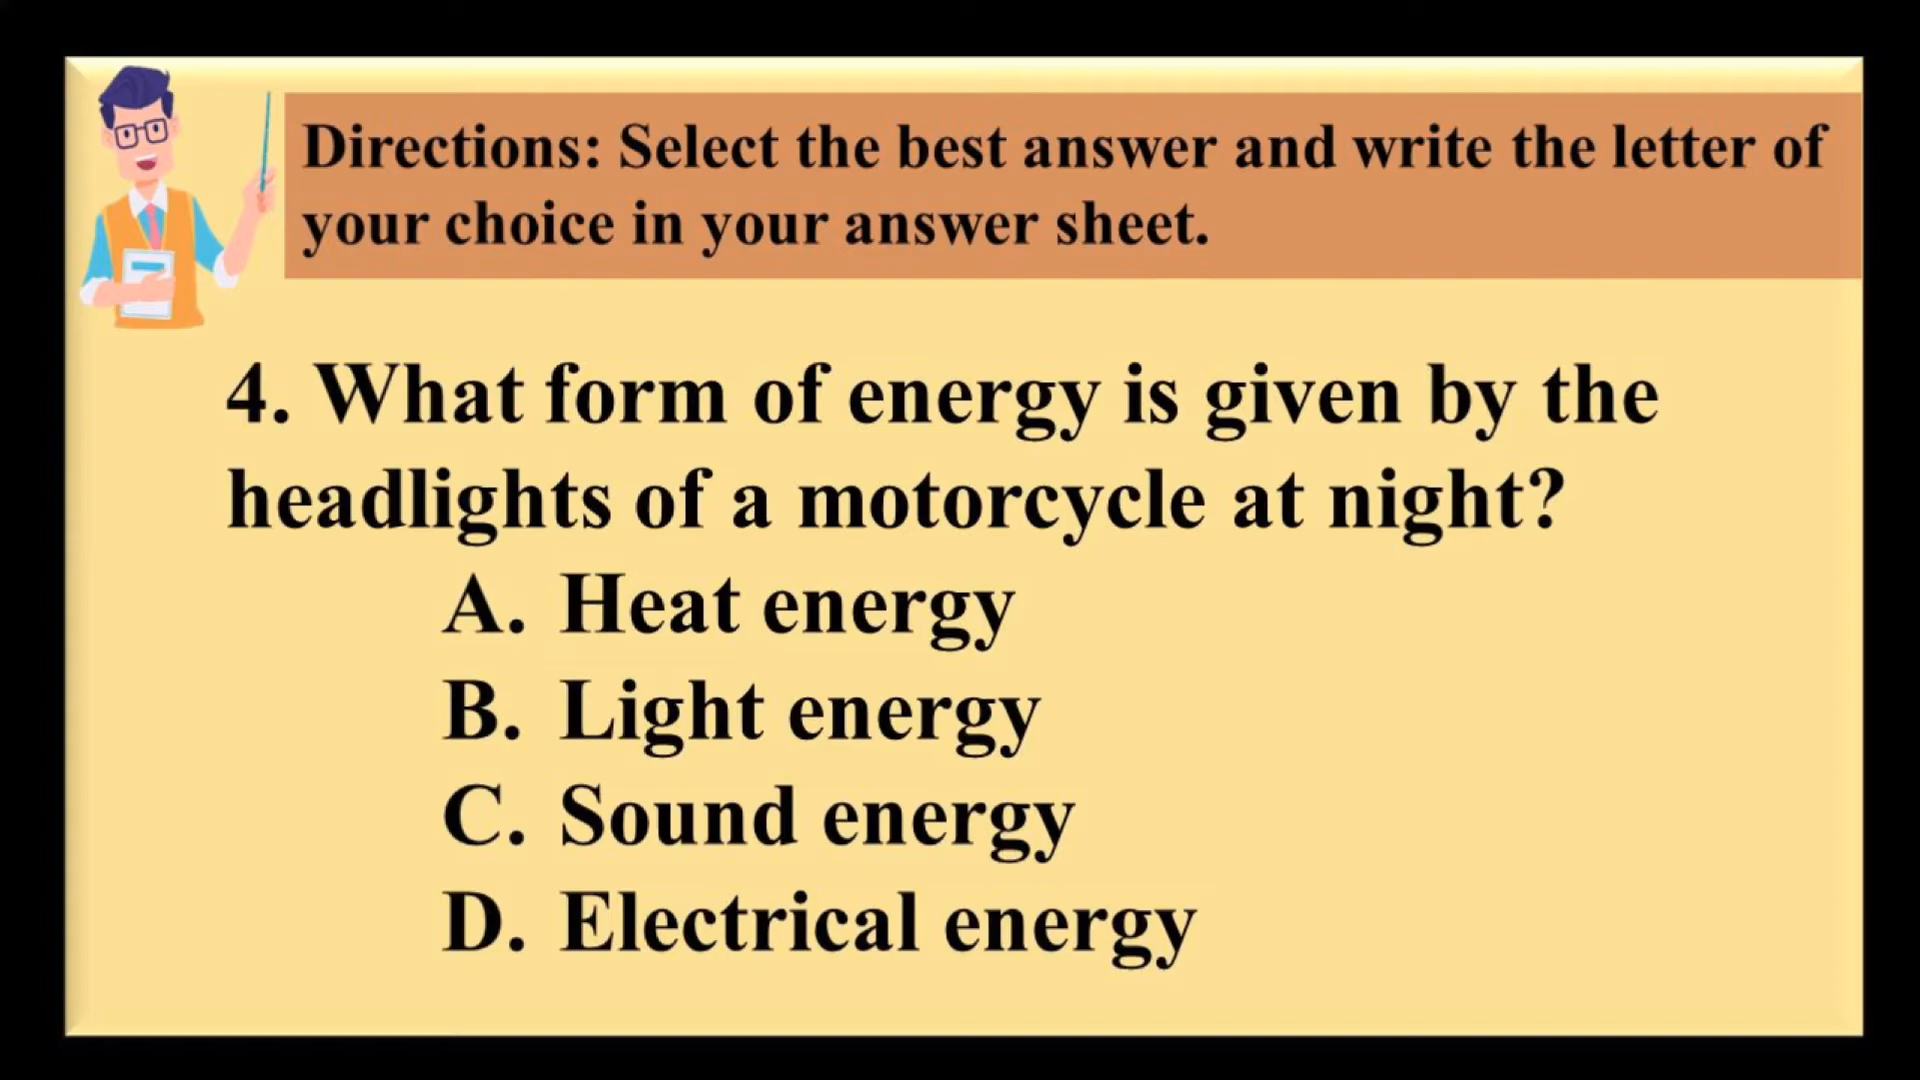 Directions: Select the best answer and write the letter of
your choice in your answer sheet.
4. What form of energy is given by the
headlights of a motorcycle at night?
A. Heat energy
B. Light energy
C. Sound energy
D. Electrical energy